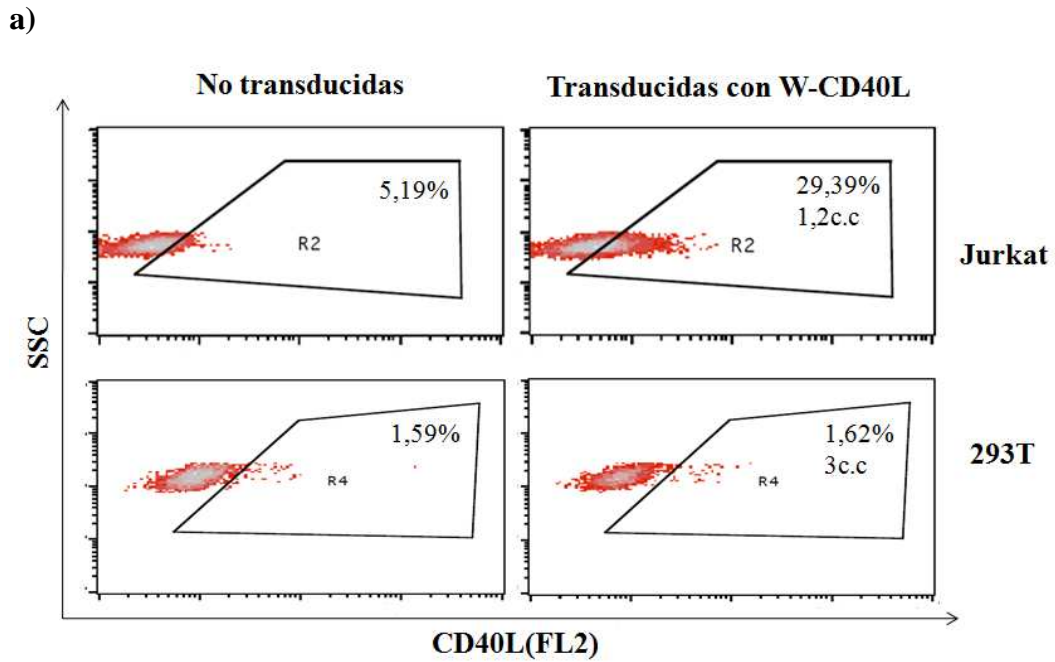 a)
No transducidas
Transducidas con W-CD40L
5,19%
R2
29,39%
1,2c.c
R2
Jurkat
SSC
1,59%
R4
1,62%
3c.c
R4
293T
CD40L(FL2)